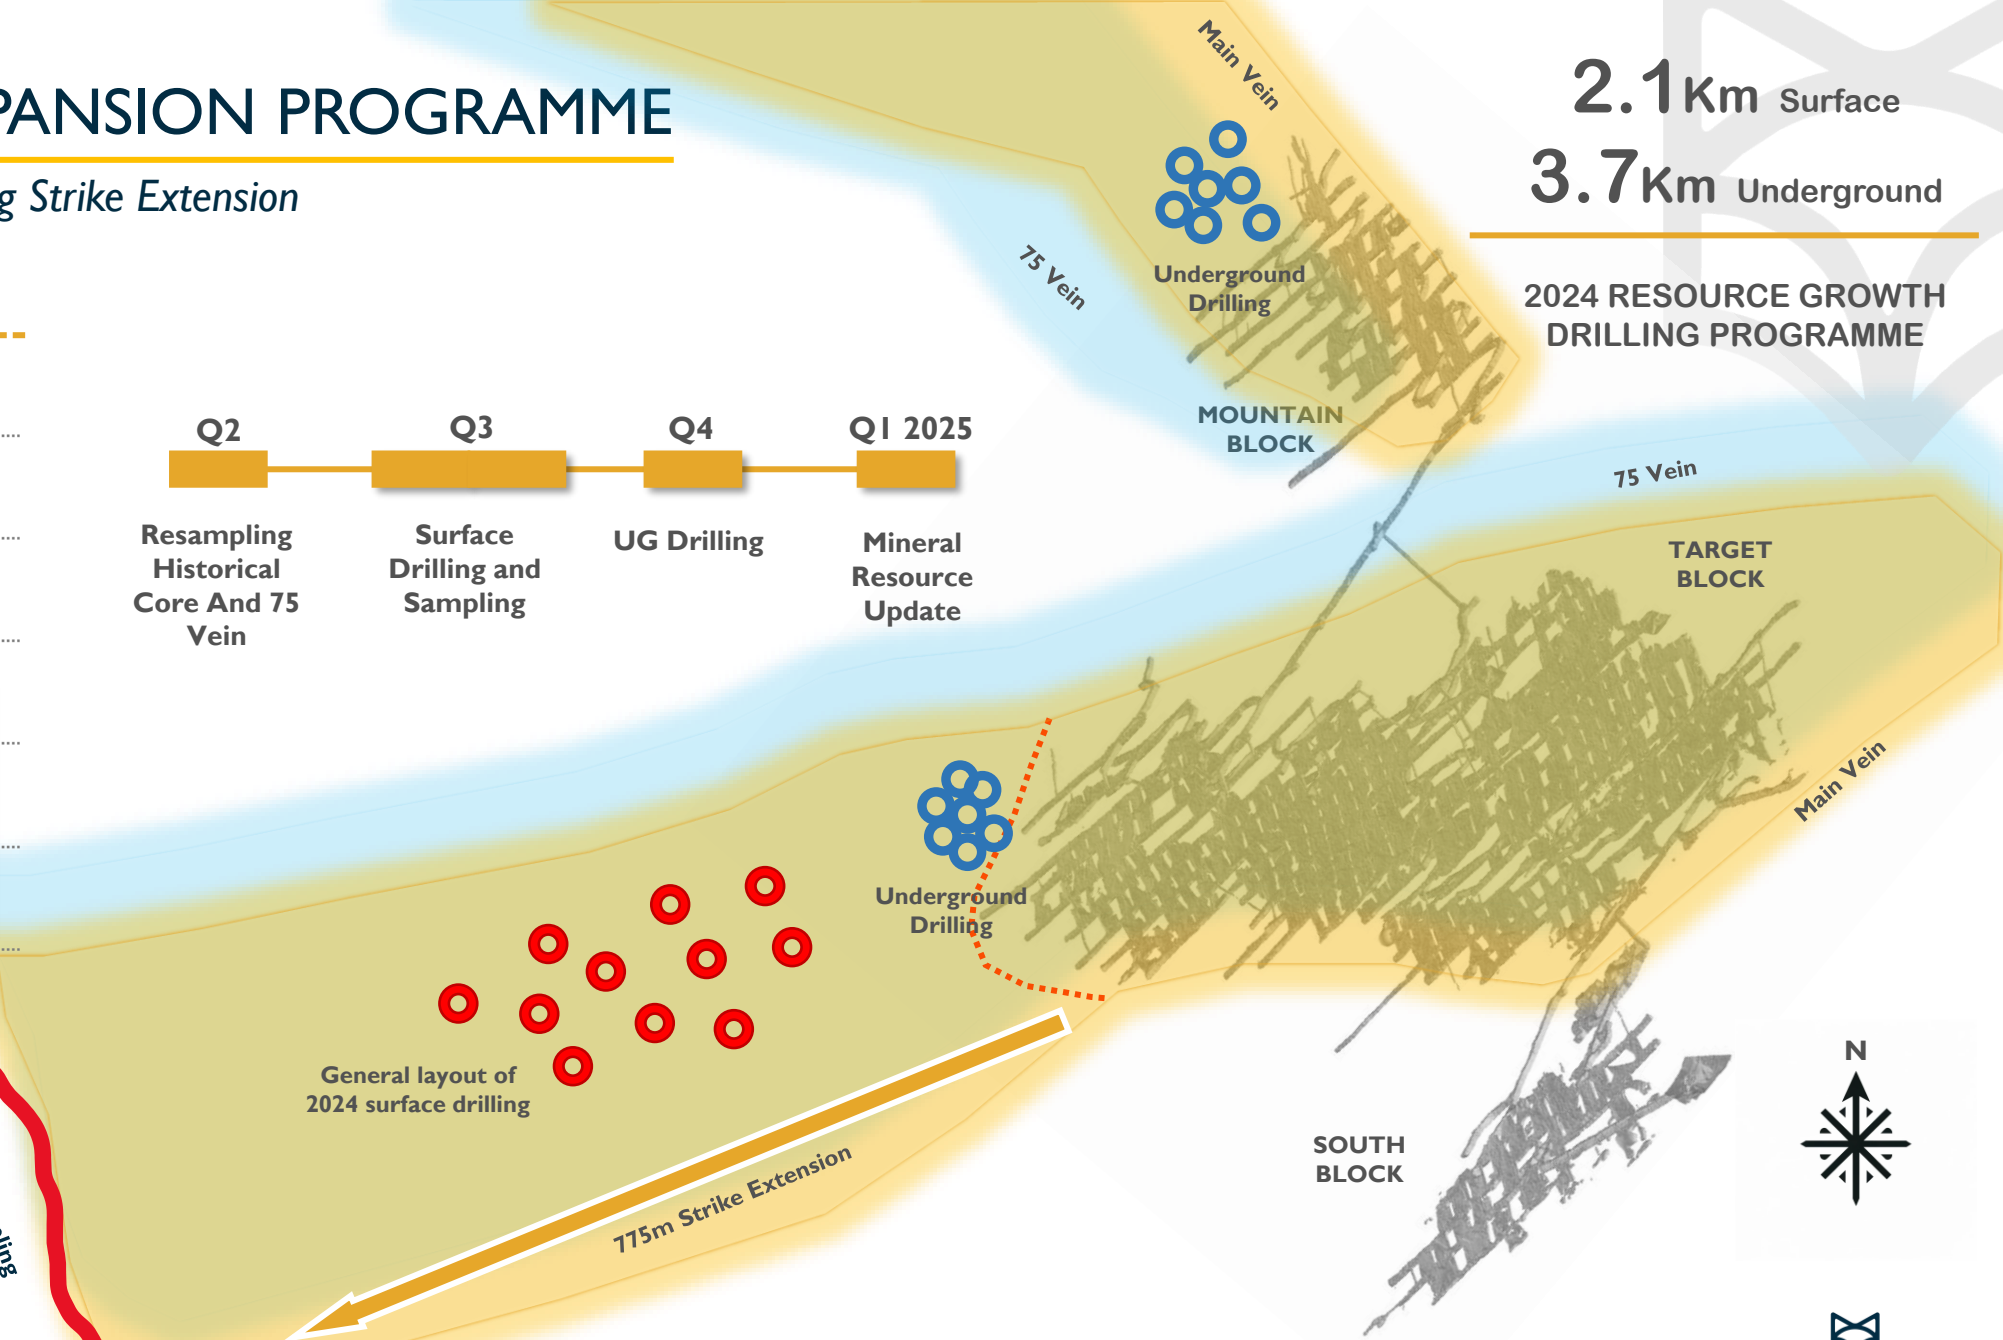 PANSION PROGRAMME
g Strike Extension
2.1Km Surface
3.7Km Underground
2024 RESOURCE GROWTH
DRILLING PROGRAMME
Main Vein
75 Vein
Underground
Drilling
MOUNTAIN
BLOCK
Q2
Q3
Q4
Q1 2025
Resampling
Historical
Core And 75
Vein
Surface
Drilling and
Sampling
UG Drilling
Mineral
Resource
Update
75 Vein
TARGET
BLOCK
Main Vein
Underground
Drilling
General layout of
2024 surface drilling
775m Strike Extension
SOUTH
BLOCK
N